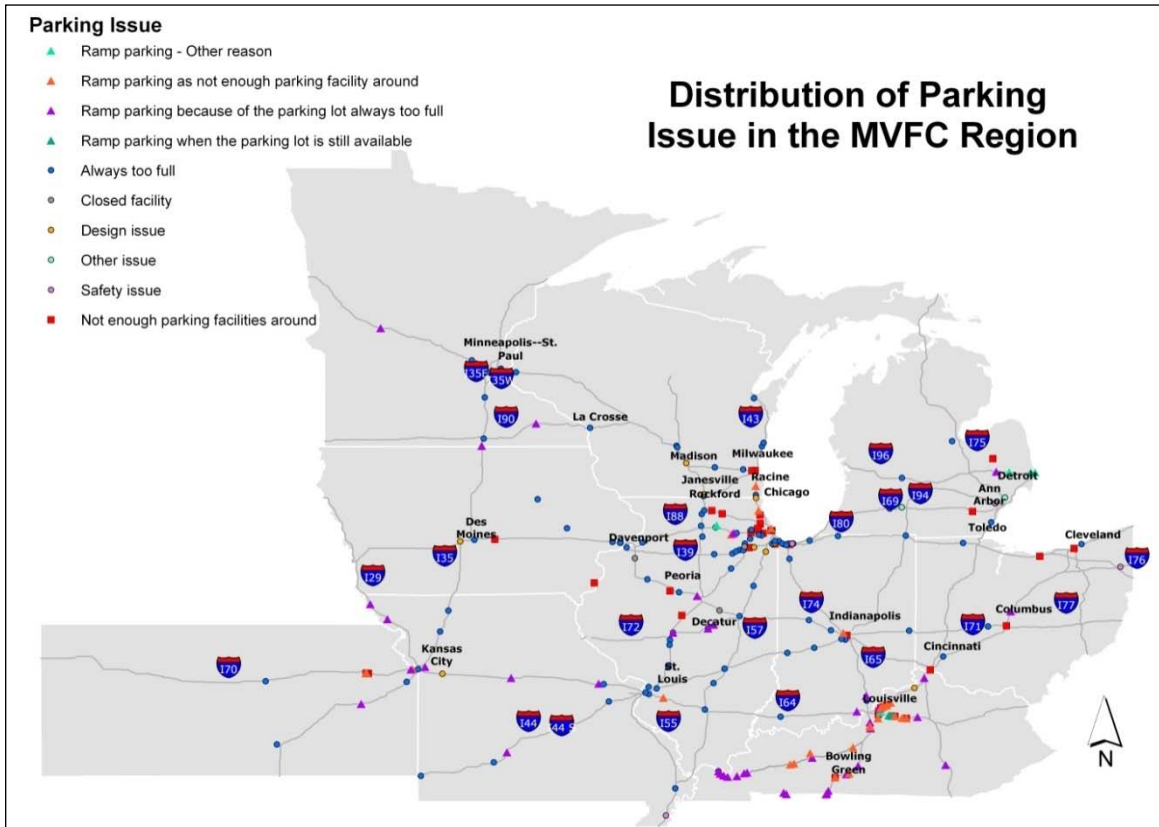 Parking Issue
Ramp parking - Other reason
Ramp parking as not enough parking facility around
Ramp parking because of the parking lot always too full
Ramp parking when the parking lot is still available
Always too full
Closed facility
Design issue
Other issue
Safety issue
Not enough parking facilities around
Distribution of Parking
Issue in the MVFC Region
Minneapolis--St.
Paul
I35E
I35W
I90
La Crosse
I43
I75
Madison
Milwaukee
I96
Janesville
Racine
Detroit
Rockford
Chicago
I69
I94
Ann
Arbor
I88
I80
Toledo
Des
Moines
Davenport
Cleveland
I35
I39
I76
I29
Peoria
I74
I77
Indianapolis
Columbus
I72
Decatur
I57
I71
Kansas
City
Cincinnati
I70
St.
Louis
I65
Louisville
I64
I44
44 S
I55
Bowling
Green
N